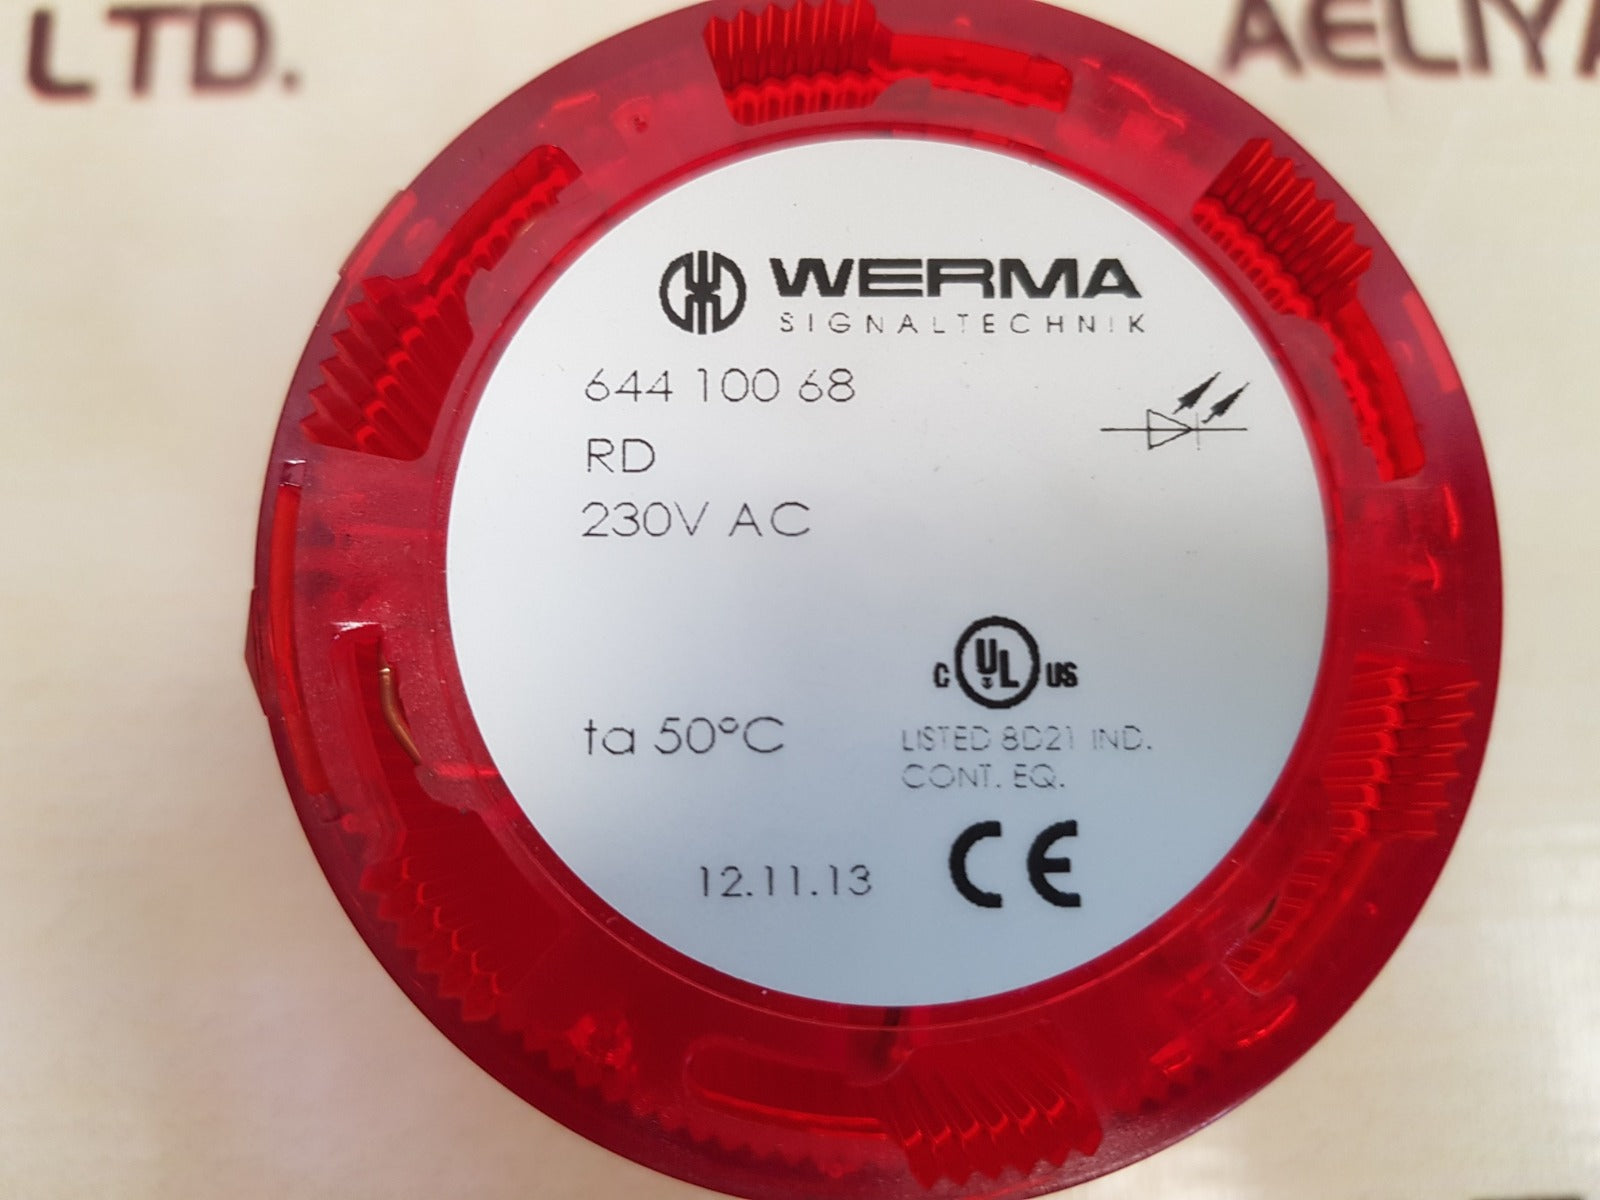 LTD.
AELIYA
WERMA
SIGNALTECHNIK
644 100 68
RD
230V AC
C UL US
ta 50°C
LISTED 8D21 IND.
CONT. EQ.
12.11.13
CE